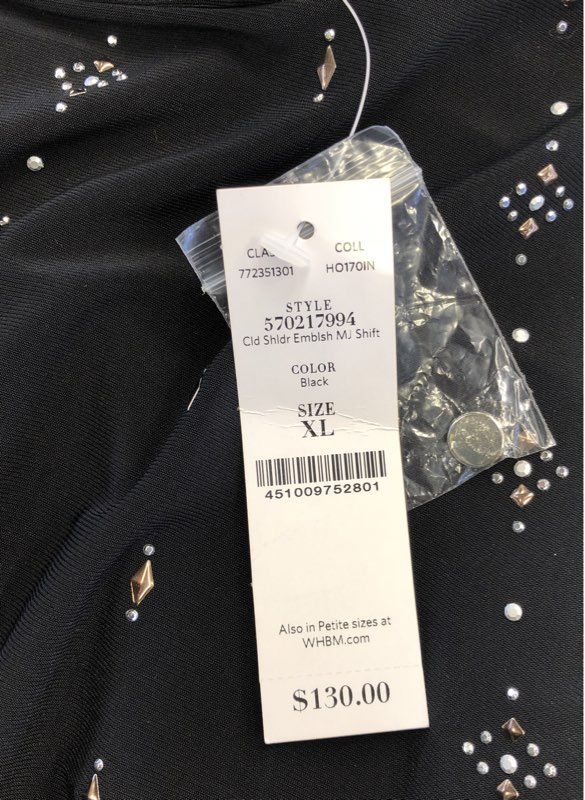 COLL
772351301 HO170IN
STYLE
570217994
Cld Shldr Emblsh MJ Shift
COLOR
Black
SIZE
XL
451009752801
Also in Petite sizes at
WHBM.com
$130.00